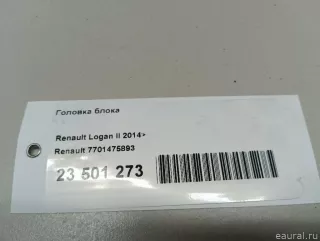 Головка блока
Renault Logan II 2014>
Renault 7701475893
23 501 273
eaural.ru